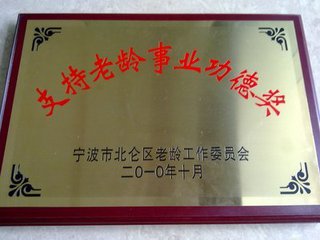 支持老龄事业功德奖
宁波市北仑区老龄工作委员会
二〇一〇年十月